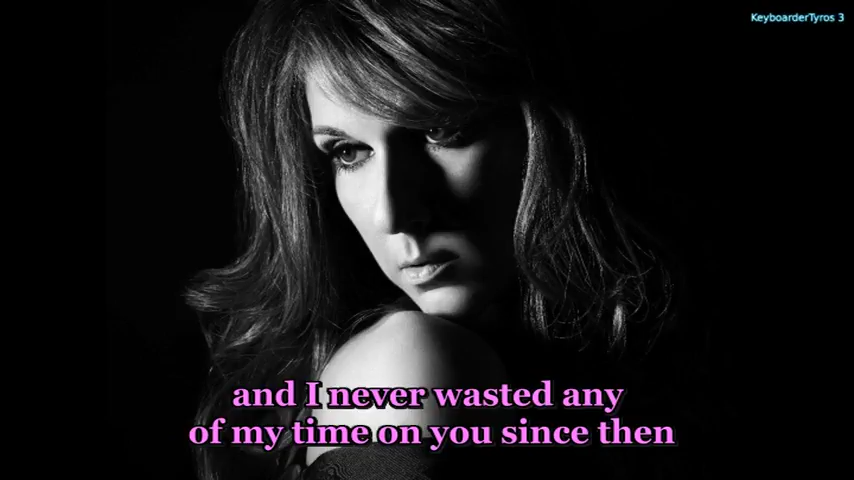 KeyboarderTyros 3
and I never wasted any
of my time on you since then